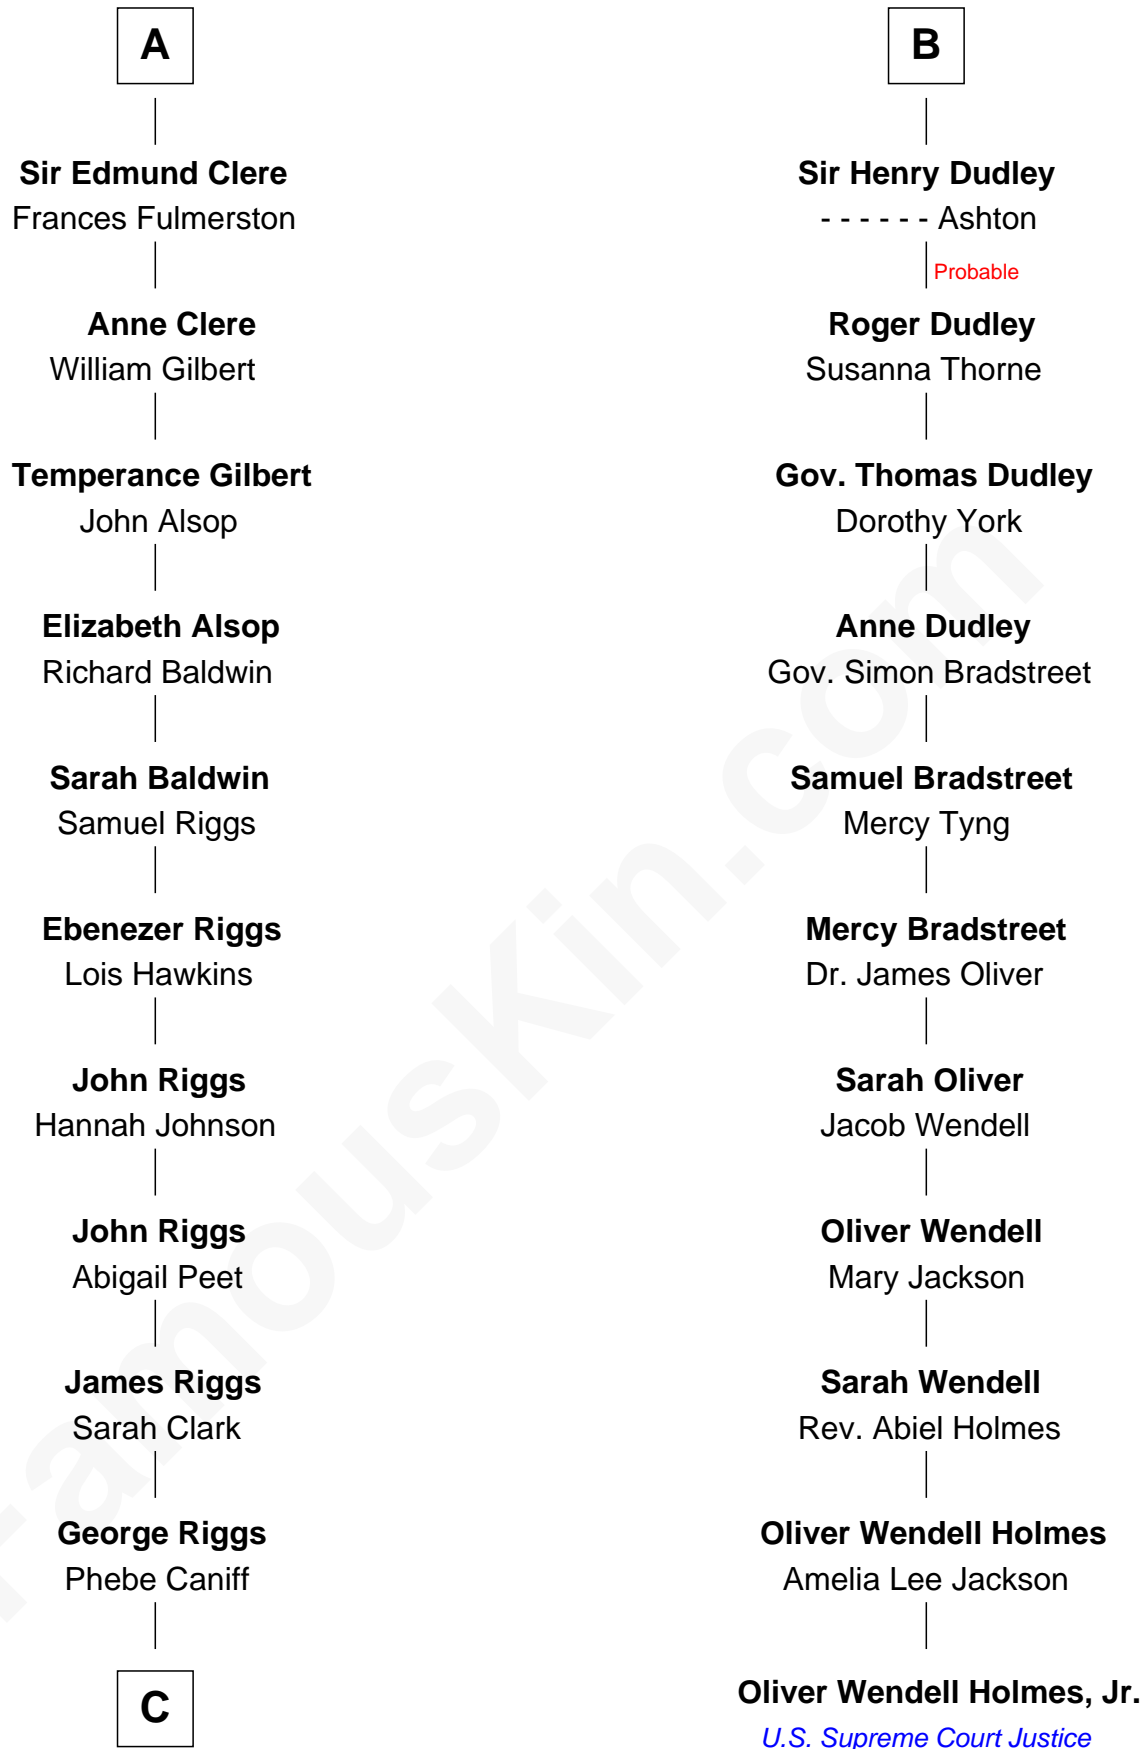 A
Sir Edmund Clere
Frances Fulmerston
Anne Clere
William Gilbert
Temperance Gilbert
John Alsop
Elizabeth Alsop
Richard Baldwin
Sarah Baldwin
Samuel Riggs
Ebenezer Riggs
Lois Hawkins
John Riggs
Hannah Johnson
John Riggs
Abigail Peet
James Riggs
Sarah Clark
George Riggs
Phebe Caniff
C
B
Sir Henry Dudley
- - - - - - Ashton
Probable
Roger Dudley
Susanna Thorne
Gov. Thomas Dudley
Dorothy York
Anne Dudley
Gov. Simon Bradstreet
Samuel Bradstreet
Mercy Tyng
Mercy Bradstreet
Dr. James Oliver
Sarah Oliver
Jacob Wendell
Oliver Wendell
Mary Jackson
Sarah Wendell
Rev. Abiel Holmes
Oliver Wendell Holmes
Amelia Lee Jackson
Oliver Wendell Holmes, Jr.
U.S. Supreme Court Justice
FamousKin.com